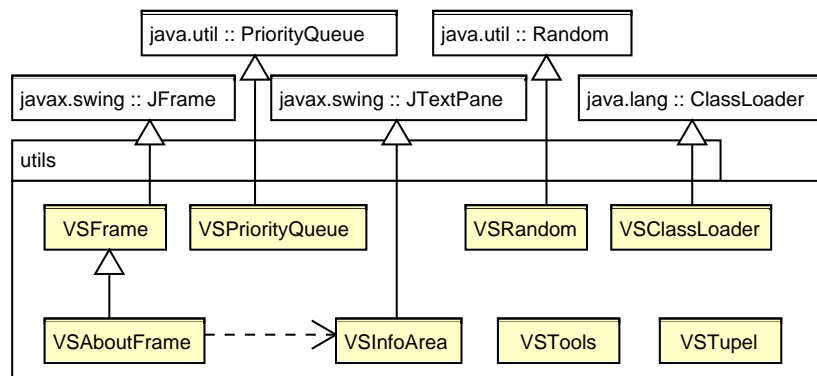 java.util :: PriorityQueue
java.util :: Random
javax.swing :: JFrame
javax.swing :: JTextPane
java.lang :: ClassLoader
utils
VSFrame
VSPriorityQueue
VSRandom
VSClassLoader
VSAboutFrame
VSInfoArea
VSTools
VSTupel